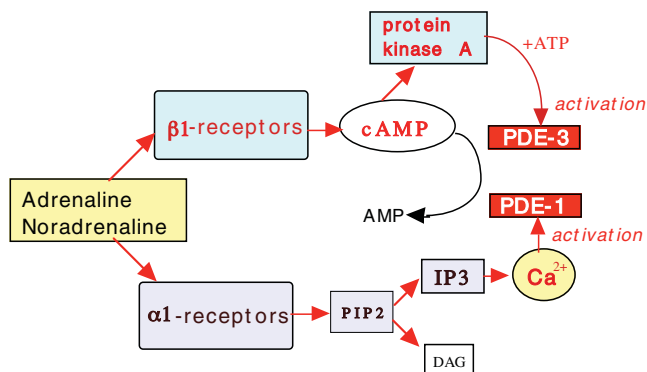 protein
kinase A
+ATP
activation
β1-receptors
cAMP
PDE-3
Adrenaline
Noradrenaline
AMP
PDE-1
activation
α1-receptors
PIP2
IP3
Ca2+
DAG